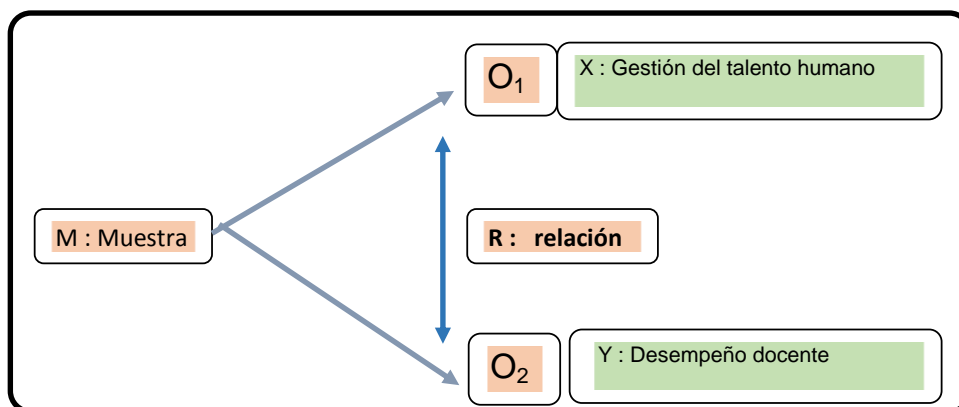 O₁
X : Gestión del talento humano
M : Muestra
R : relación
O₂
Y : Desempeño docente